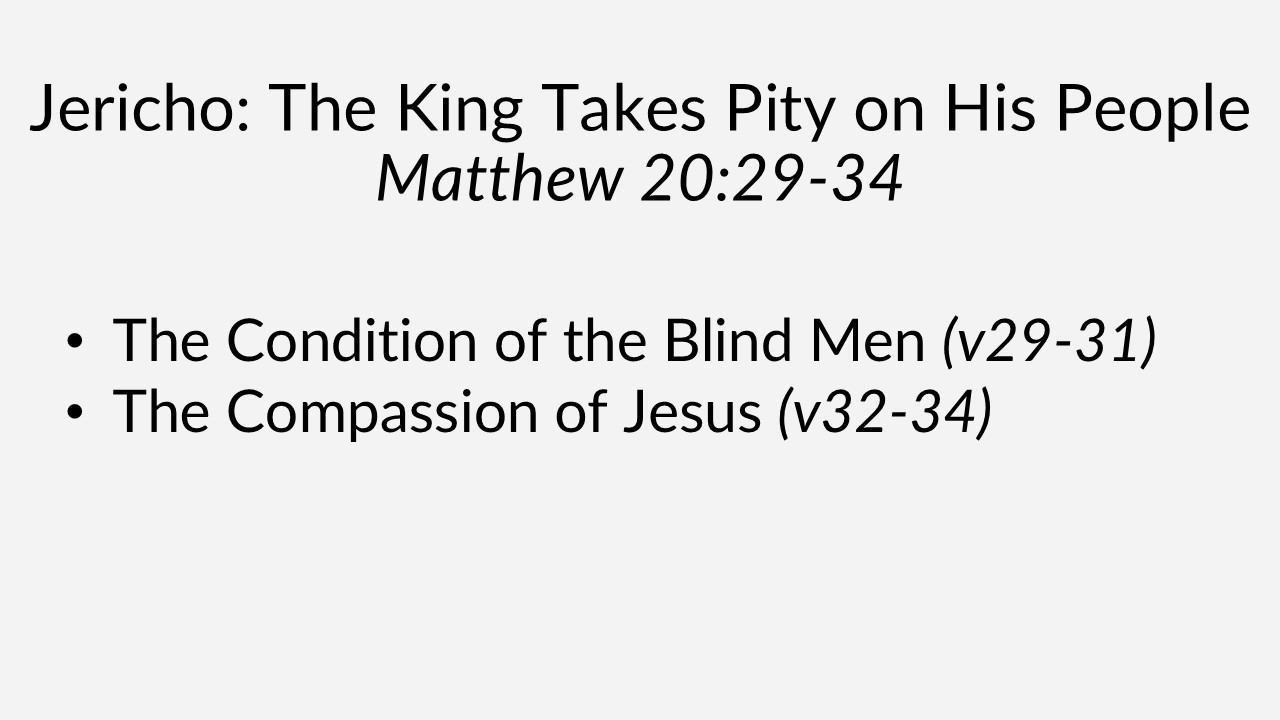 Jericho: The King Takes Pity on His People
Matthew 20:29-34
• The Condition of the Blind Men (v29-31)
• The Compassion of Jesus (v32-34)